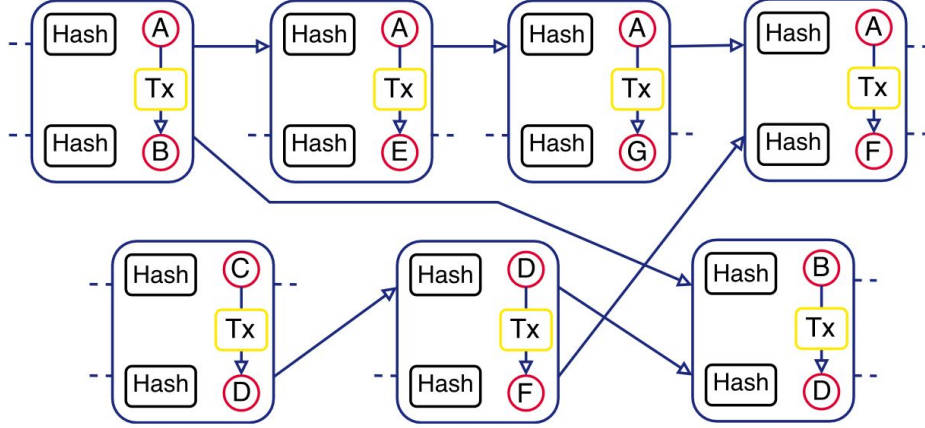 Hash A Hash A Hash A Hash A
Tx Tx Tx Tx
Hash B Hash E Hash G Hash F
Hash C Hash D Hash B
Tx Tx Tx
Hash D Hash F Hash D